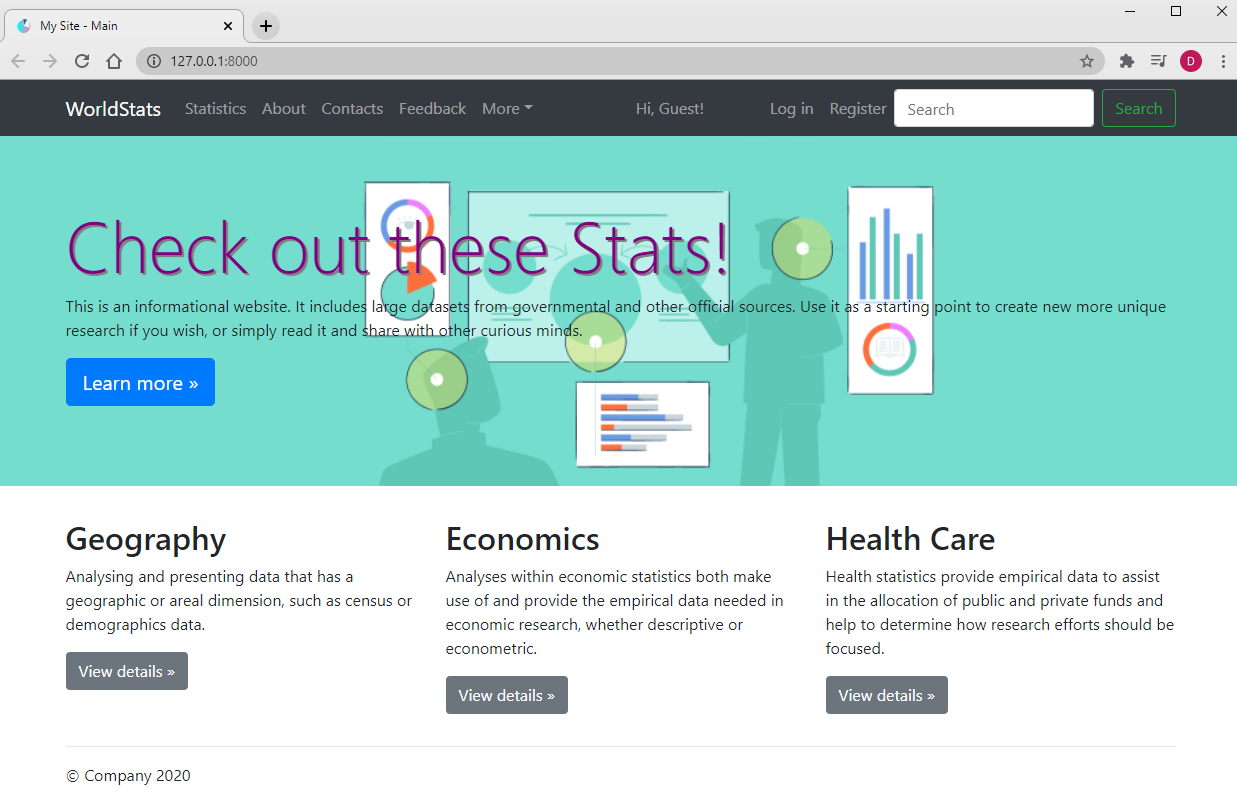 My Site - Main
127.0.0.1:8000
D
WorldStats Statistics About Contacts Feedback More Hi, Guest! Log in Register Search Search
Check out these Stats!
This is an informational website. It includes large datasets from governmental and other official sources. Use it as a starting point to create new more unique
research if you wish, or simply read it and share with other curious minds.
Learn more »
Geography
Analysing and presenting data that has a
geographic or areal dimension, such as census or
demographics data.
View details »
Economics
Analyses within economic statistics both make
use of and provide the empirical data needed in
economic research, whether descriptive or
econometric.
View details »
Health Care
Health statistics provide empirical data to assist
in the allocation of public and private funds and
help to determine how research efforts should be
focused.
View details »
© Company 2020